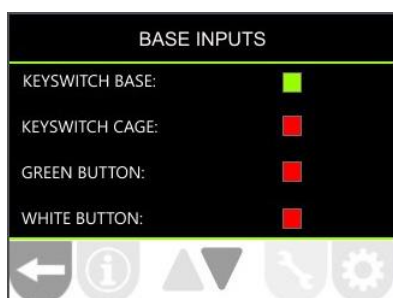 BASE INPUTS
KEYSWITCH BASE:
KEYSWITCH CAGE:
GREEN BUTTON:
WHITE BUTTON: